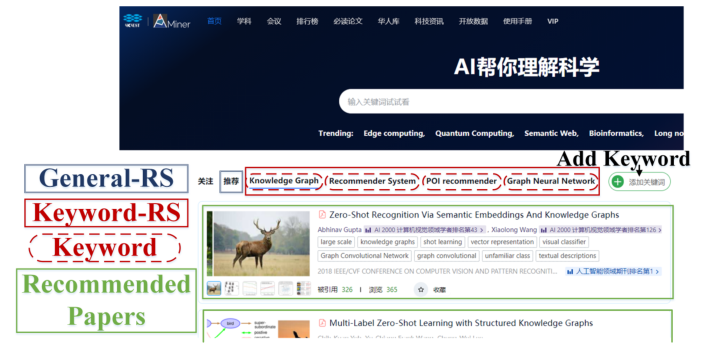 AMiner 首页 学科 会议 排行榜 必读论文 华人库 科技资讯 开放数据 使用手册 VIP
AI帮你理解科学
输入关键词试试看
Trending: Edge computing, Quantum Computing, Semantic Web, Bioinformatics, Long no
Add Keyword
General-RS
关注 推荐 Knowledge Graph Recommender System POI recommender Graph Neural Network 添加关键词
Keyword-RS
Keyword
Recommended
Papers
Zero-Shot Recognition Via Semantic Embeddings And Knowledge Graphs
Abhinav Gupta AI 2000 计算机视觉领域学者排名第43 > , Xiaolong Wang AI 2000 计算机视觉领域学者排名第126 >
large scale knowledge graphs shot learning vector representation visual classifier
Graph Convolutional Network graph convolutional unfamiliar class textual descriptions
2018 IEEE/CVF CONFERENCE ON COMPUTER VISION AND PATTERN RECOGNITI... 人工智能领域期刊排名第1 >
被引用 326 | 浏览 365 收藏
Multi-Label Zero-Shot Learning with Structured Knowledge Graphs
bird
super-subordinate
positive